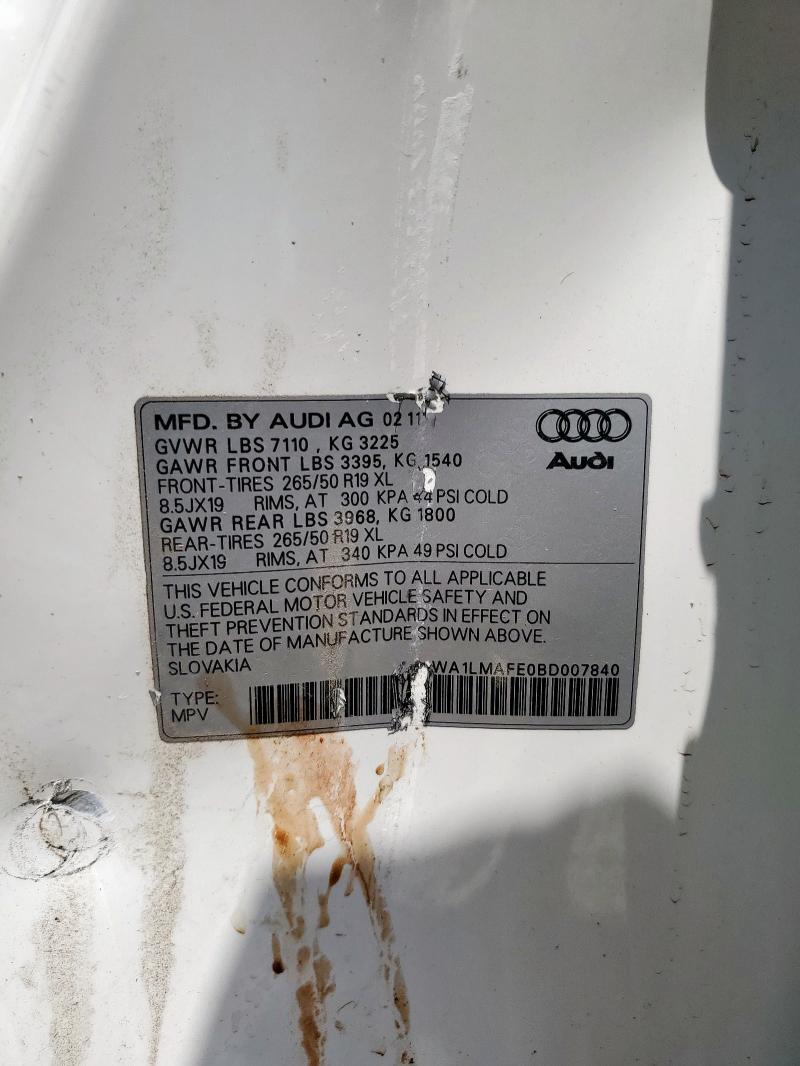 MFD. BY AUDI AG 02 11
Audi
GVWR LBS 7110 , KG 3225
GAWR FRONT LBS 3395, KG 1540
FRONT-TIRES 265/50 R19 XL
8.5JX19 RIMS, AT 300 KPA 44 PSI COLD
GAWR REAR LBS 3968, KG 1800
REAR-TIRES 265/50 R19 XL
8.5JX19 RIMS, AT 340 KPA 49 PSI COLD
THIS VEHICLE CONFORMS TO ALL APPLICABLE
U.S. FEDERAL MOTOR VEHICLE SAFETY AND
THEFT PREVENTION STANDARDS IN EFFECT ON
THE DATE OF MANUFACTURE SHOWN ABOVE.
SLOVAKIA WA1LMAFE0BD007840
TYPE:
MPV